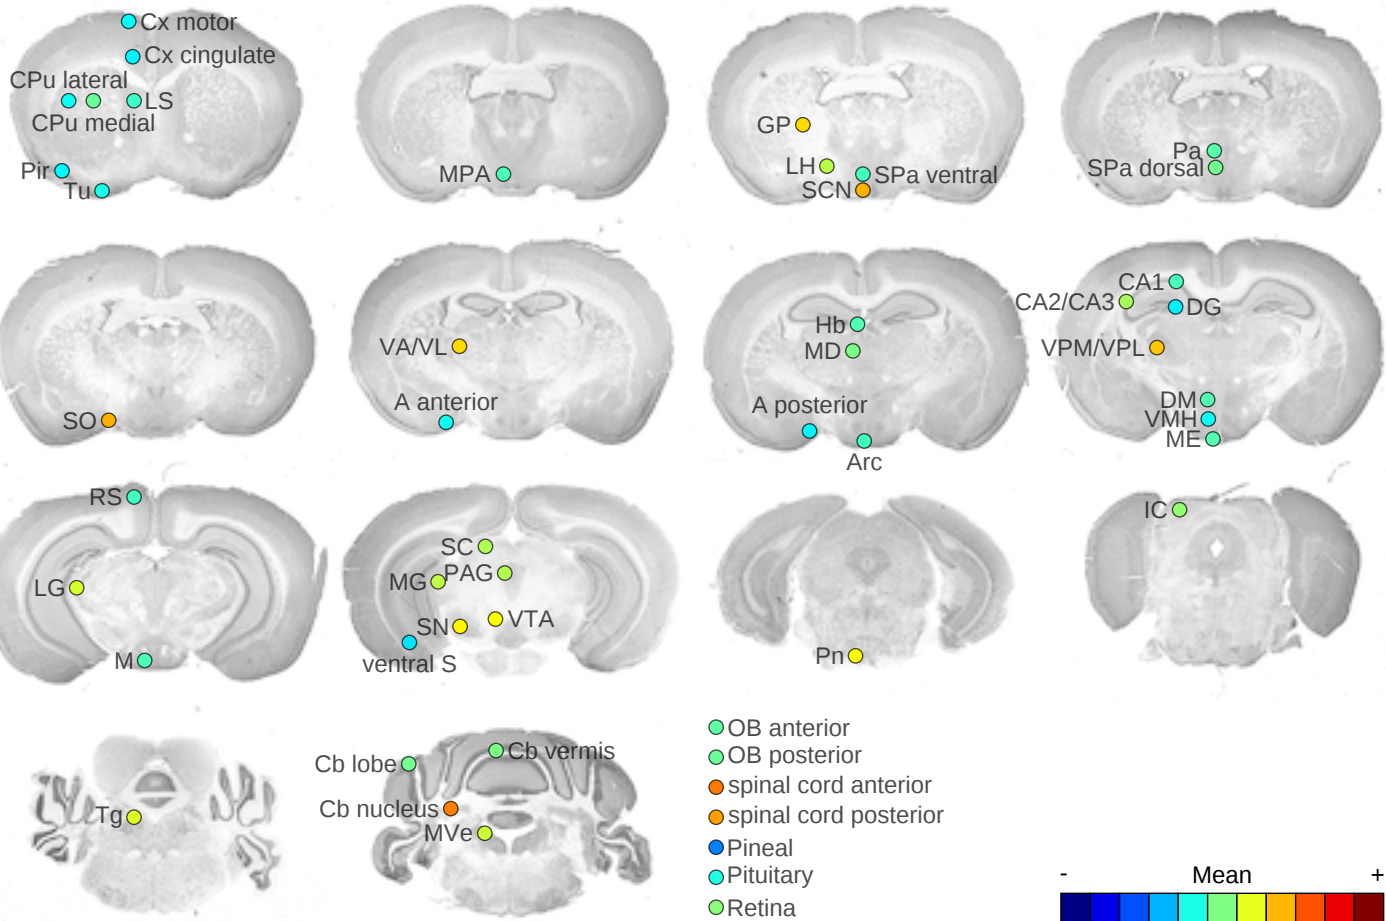 Cx motor
Cx cingulate
CPu lateral
LS
CPu medial
Pir
Tu
MPA
GP
LH
SPa ventral
SCN
Pa
SPa dorsal
SO
VA/VL
A anterior
Hb
MD
A posterior
Arc
CA1
CA2/CA3
DG
VPM/VPL
DM
VMH
ME
RS
LG
M
SC
PAG
MG
SN
VTA
ventral S
Pn
IC
Tg
Cb lobe
Cb vermis
Cb nucleus
MVe
OB anterior
OB posterior
spinal cord anterior
spinal cord posterior
Pineal
Pituitary
Retina
- Mean +